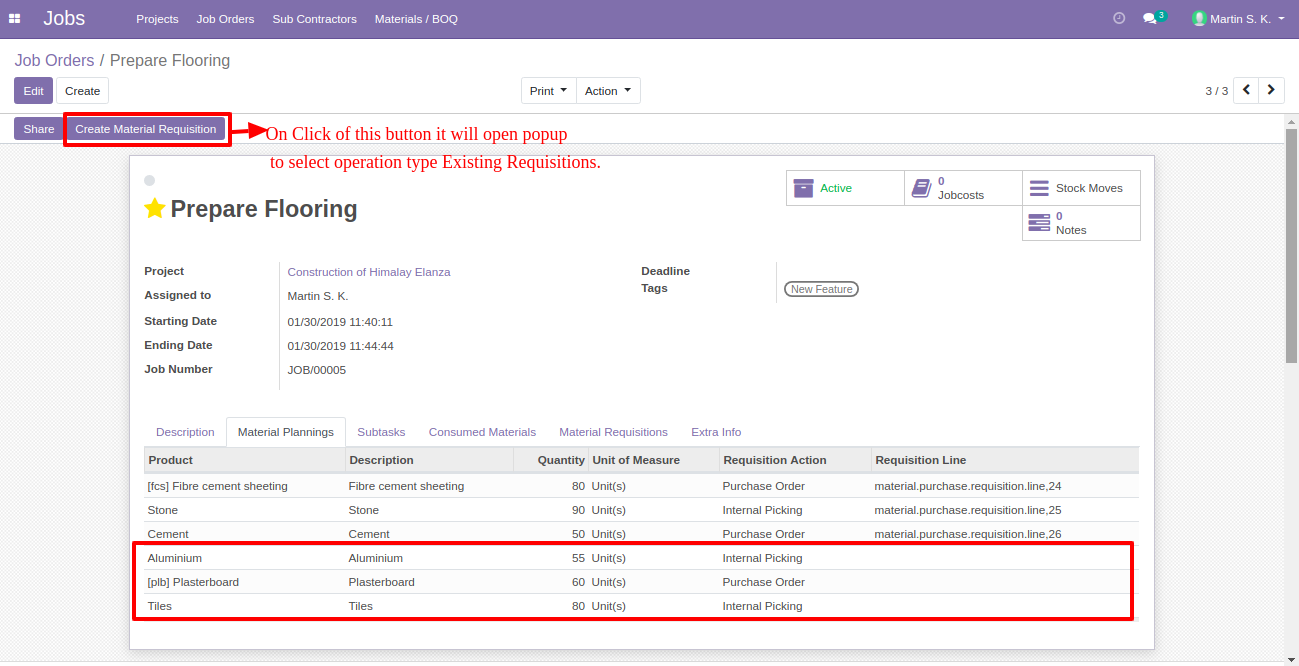 Jobs Projects Job Orders Sub Contractors Materials / BOQ 3 Martin S. K.
Job Orders / Prepare Flooring
Edit Create Print Action 3 / 3
Share Create Material Requisition On Click of this button it will open popup
to select operation type Existing Requisitions.
Active 0 Jobcosts Stock Moves
0 Notes
Prepare Flooring
Project Construction of Himalay Elanza Deadline
Assigned to Martin S. K. Tags New Feature
Starting Date 01/30/2019 11:40:11
Ending Date 01/30/2019 11:44:44
Job Number JOB/00005
Description Material Plannings Subtasks Consumed Materials Material Requisitions Extra Info
Product Description Quantity Unit of Measure Requisition Action Requisition Line
[fcs] Fibre cement sheeting Fibre cement sheeting 80 Unit(s) Purchase Order material.purchase.requisition.line,24
Stone Stone 90 Unit(s) Internal Picking material.purchase.requisition.line,25
Cement Cement 50 Unit(s) Purchase Order material.purchase.requisition.line,26
Aluminium Aluminium 55 Unit(s) Internal Picking
[plb] Plasterboard Plasterboard 60 Unit(s) Purchase Order
Tiles Tiles 80 Unit(s) Internal Picking